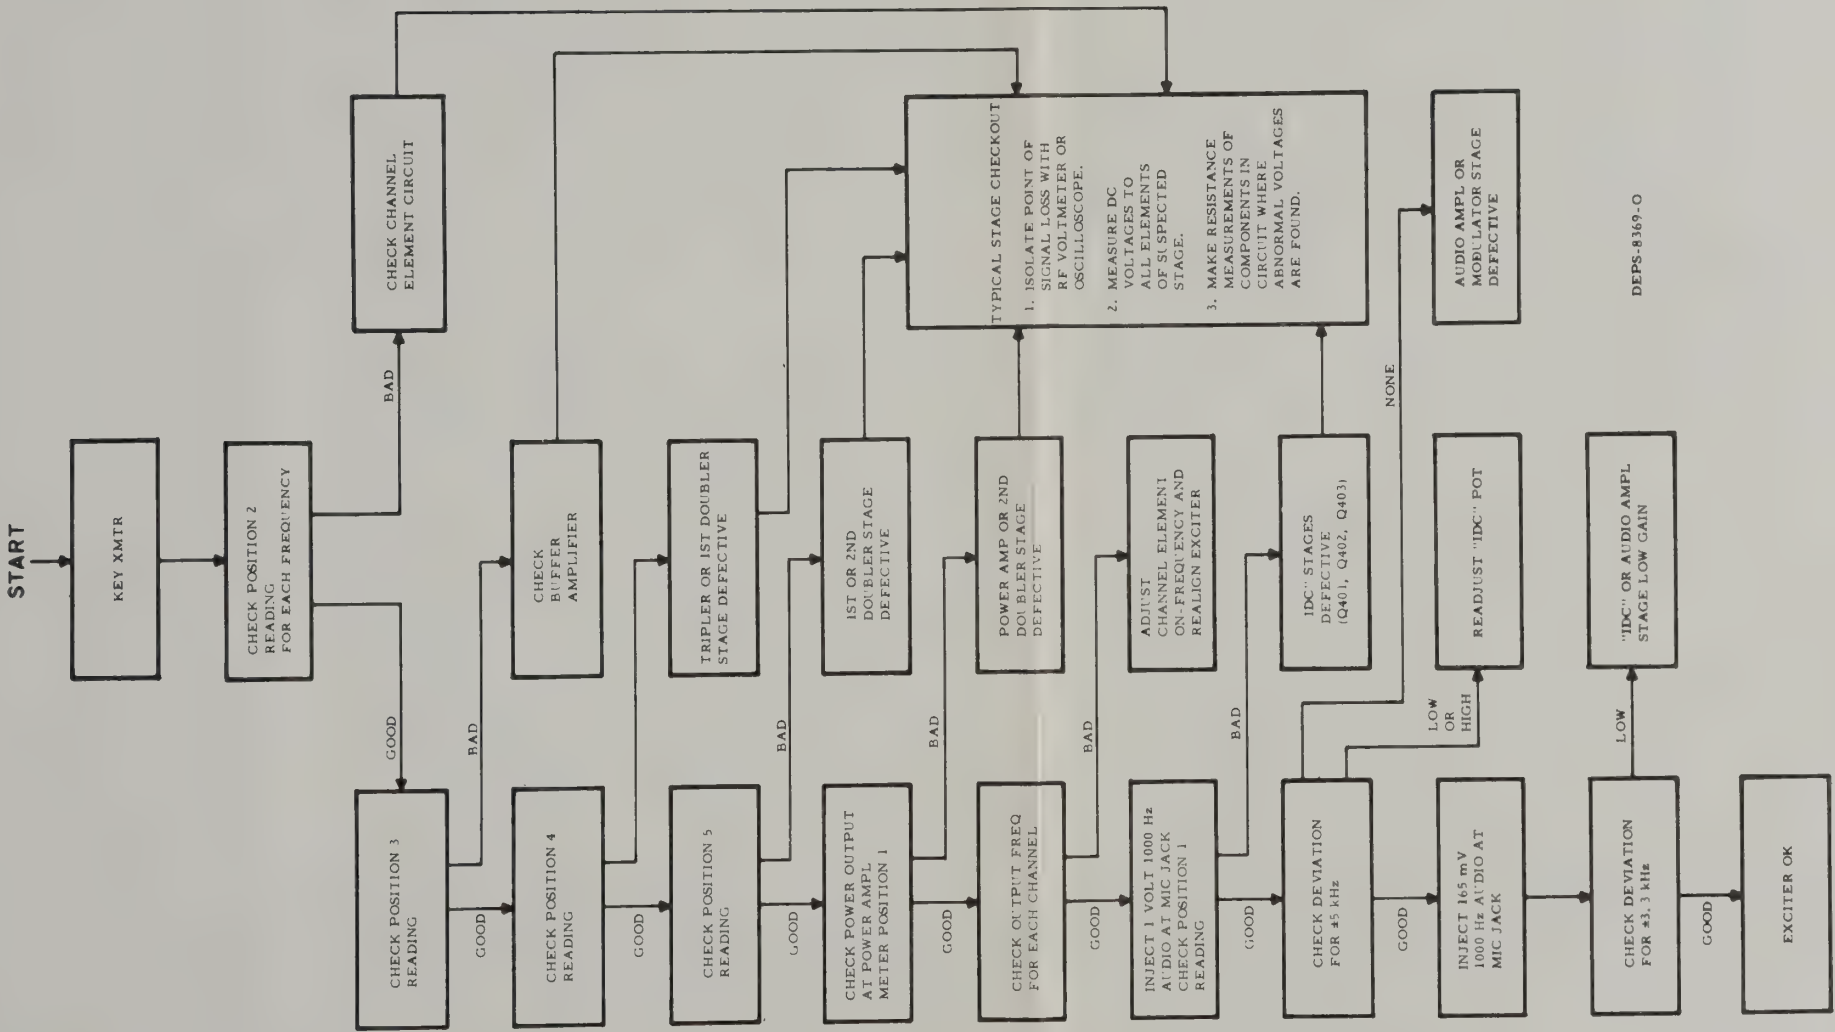 START
KEY XMTR
CHECK POSITION 2
READING
FOR EACH FREQUENCY
BAD
CHECK CHANNEL
ELEMENT CIRCUIT
GOOD
CHECK POSITION 3
READING
BAD
CHECK
BUFFER
AMPLIFIER
GOOD
CHECK POSITION 4
READING
TRIPLER OR 1ST DOUBLER
STAGE DEFECTIVE
GOOD
CHECK POSITION 5
READING
BAD
1ST OR 2ND
DOUBLER STAGE
DEFECTIVE
GOOD
CHECK POWER OUTPUT
AT POWER AMPL
METER POSITION 1
BAD
POWER AMP OR 2ND
DOUBLER STAGE
DEFECTIVE
GOOD
CHECK OUTPUT FREQ
FOR EACH CHANNEL
BAD
ADJUST
CHANNEL ELEMENT
ON-FREQUENCY AND
REALIGN EXCITER
GOOD
INJECT 1 VOLT 1000 Hz
AUDIO AT MIC JACK
CHECK POSITION 1
READING
BAD
IDC" STAGES
DEFECTIVE
(Q401, Q402, Q403)
TYPICAL STAGE CHECKOUT
1. ISOLATE POINT OF
SIGNAL LOSS WITH
RF VOLTMETER OR
OSCILLOSCOPE.
2. MEASURE DC
VOLTAGES TO
ALL ELEMENTS
OF SUSPECTED
STAGE.
3. MAKE RESISTANCE
MEASUREMENTS OF
COMPONENTS IN
CIRCUIT WHERE
ABNORMAL VOLTAGES
ARE FOUND.
GOOD
CHECK DEVIATION
FOR ±5 kHz
NONE
AUDIO AMPL OR
MODULATOR STAGE
DEFECTIVE
LOW
OR
HIGH
READJUST "IDC" POT
GOOD
INJECT 165 mV
1000 Hz AUDIO AT
MIC JACK
CHECK DEVIATION
FOR ±3.3 kHz
LOW
"IDC" OR AUDIO AMPL
STAGE LOW GAIN
GOOD
EXCITER OK
DEPS-8369-O